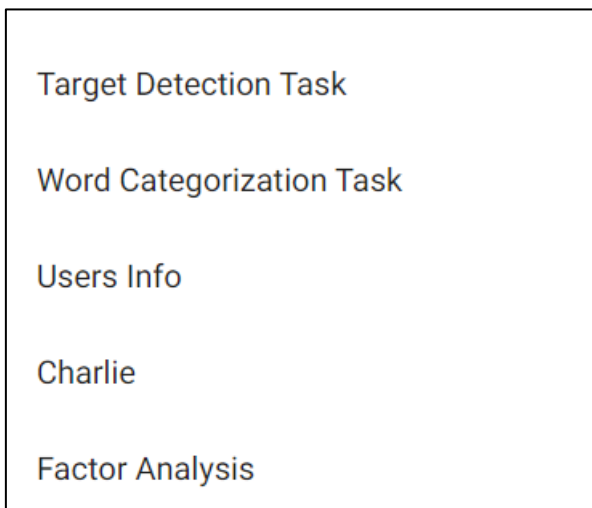 Target Detection Task
Word Categorization Task
Users Info
Charlie
Factor Analysis